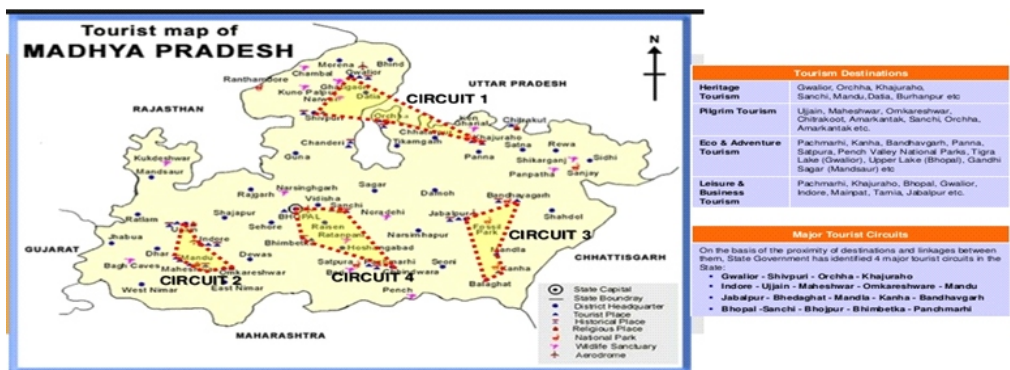 Tourist map of
MADHYA PRADESH
N
UTTAR PRADESH
RAJASTHAN
GUJARAT
MAHARASHTRA
CHHATTISGARH
CIRCUIT 1
CIRCUIT 2
CIRCUIT 3
CIRCUIT 4
Morena
Bhind
Chambal
Gwalior
Ranthambore
Kuno Palpur
Datia
Shivpuri
Orchha
Chanderi
Tikamgarh
Khajuraho
Chitrakut
Panna
Satna
Rewa
Sidhi
Shikarganj
Sanjay
Panpatha
Guna
Kukdeshwar
Mandsaur
Rajgarh
Narsinghgarh
Sagar
Damoh
Bandhavgarh
Vidisha
Sanchi
Shahdol
Ratlam
Shajapur
Sehore
Raisen
Ratapani
Jabalpur
Narsimhapur
Fossil
Park
Mandla
Jhabua
Indore
Dhar
Mandu
Dewas
Bhimbetka
Hoshangabad
Bagh Caves
Omkareshwar
Satpura
Seoni
Kanha
Balaghat
West Nimar
East Nimar
Pench
State Capital
State Boundray
District Headquarter
Tourist Place
Historical Place
Religious Place
National Park
Wildlife Sanctuary
Aerodrome
Tourism Destinations
Heritage Tourism
Gwalior, Orchha, Khajuraho,
Sanchi, Mandu,Datia, Burhanpur etc
Pilgrim Tourism
Ujjain, Maheshwar, Omkareshwar,
Chitrakoot, Amarkantak, Sanchi, Orchha,
Amarkantak etc.
Eco & Adventure
Tourism
Pachmarhi, Kanha, Bandhavgarh, Panna,
Satpura, Pench Valley National Parks, Tigra
Lake (Gwalior), Upper Lake (Bhopal), Gandhi
Sagar (Mandsaur) etc
Leisure &
Business
Tourism
Pachmarhi, Khajuraho, Bhopal, Gwalior,
Indore, Mainpat, Tamia, Jabalpur etc.
Major Tourist Circuits
On the basis of the proximity of destinations and linkages between
them, State Government has identified 4 major tourist circuits in the
State:
• Gwalior - Shivpuri - Orchha - Khajuraho
• Indore - Ujjain - Maheshwar - Omkareshware - Mandu
• Jabalpur - Bhedaghat - Mandla - Kanha - Bandhavgarh
• Bhopal -Sanchi - Bhojpur - Bhimbetka - Panchmarhi